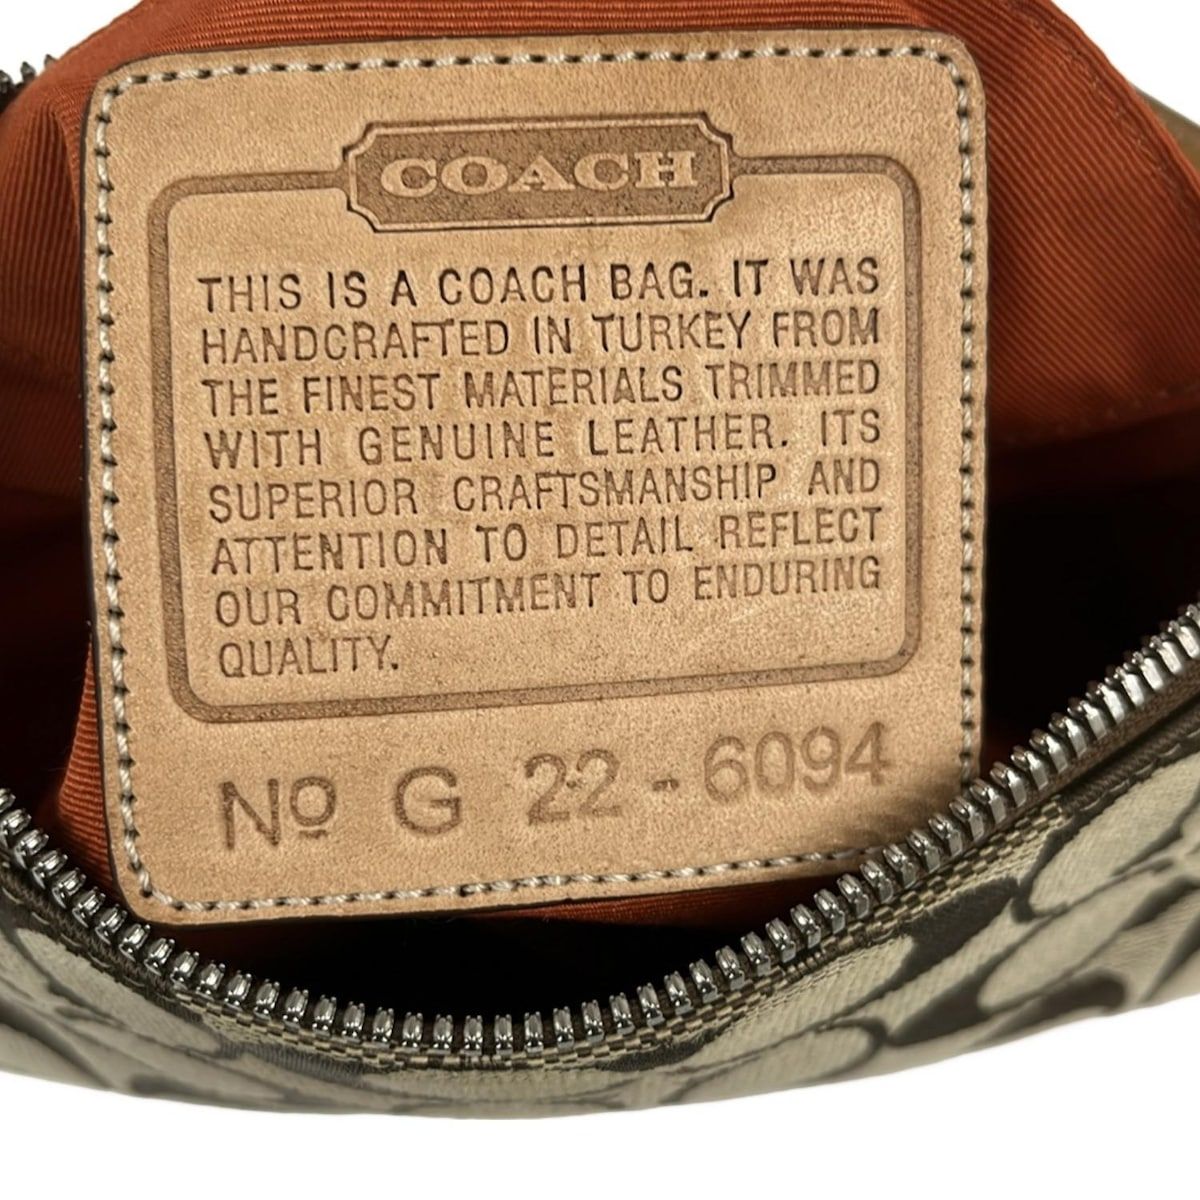 COACH
THIS IS A COACH BAG. IT WAS
HANDCRAFTED IN TURKEY FROM
THE FINEST MATERIALS TRIMMED
WITH GENUINE LEATHER. ITS
SUPERIOR CRAFTSMANSHIP AND
ATTENTION TO DETAIL REFLECT
OUR COMMITMENT TO ENDURING
QUALITY.
Nº G 22-6094